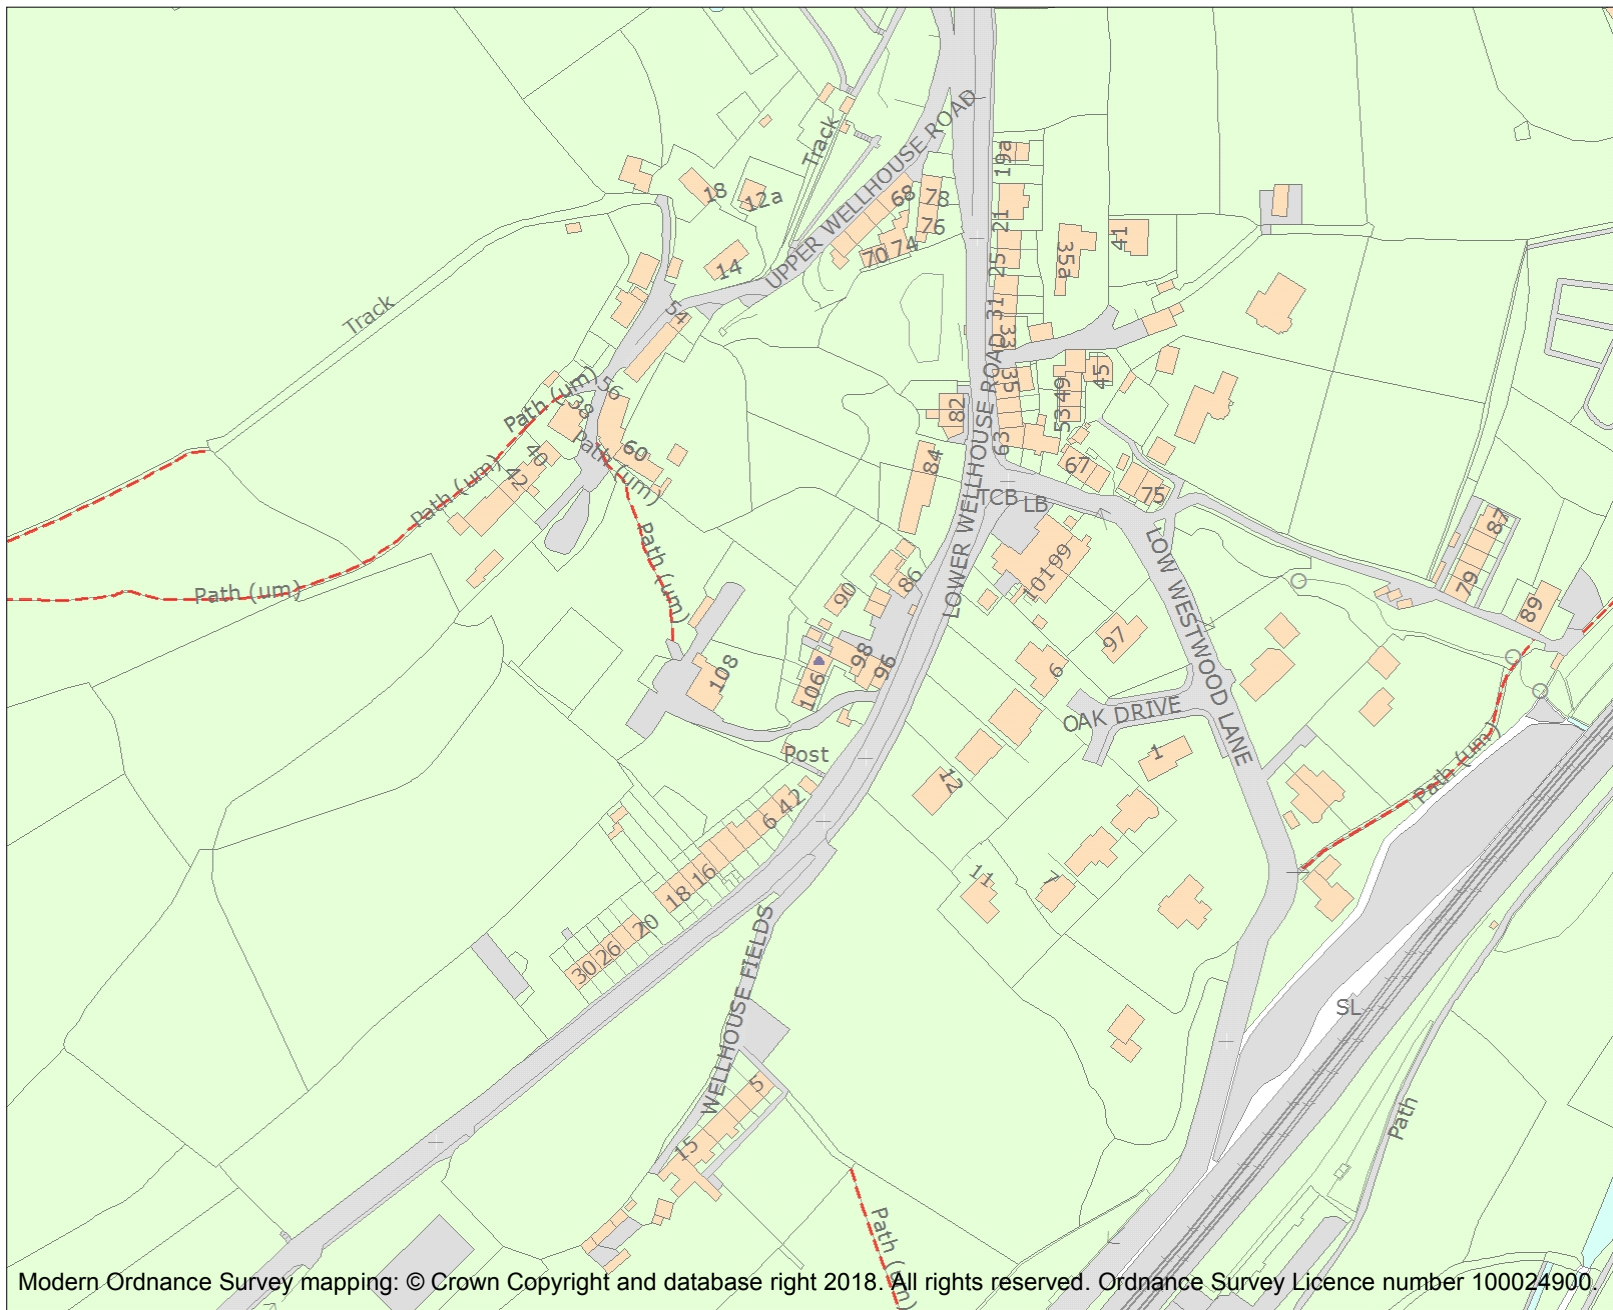 UPPER WELLHOUSE ROAD
Track
19a
18
12a
68
78
76
21
70
74
25
35a
41
14
Track
54
31
33
LOWER WELLHOUSE ROAD
35
49
45
56
Path (um)
38
82
53
60
Path (um)
63
40
42
Path (um)
84
67
75
TCB
LB
87
Path (um)
99
101
LOW WESTWOOD LANE
79
86
90
Path (um)
89
97
98
96
6
108
106
OAK DRIVE
Post
1
12
Path (um)
2
4
6
16
18
11
7
20
26
30
WELLHOUSE FIELDS
SL
5
15
Path
Path (um)
Modern Ordnance Survey mapping: © Crown Copyright and database right 2018. All rights reserved. Ordnance Survey Licence number 100024900.